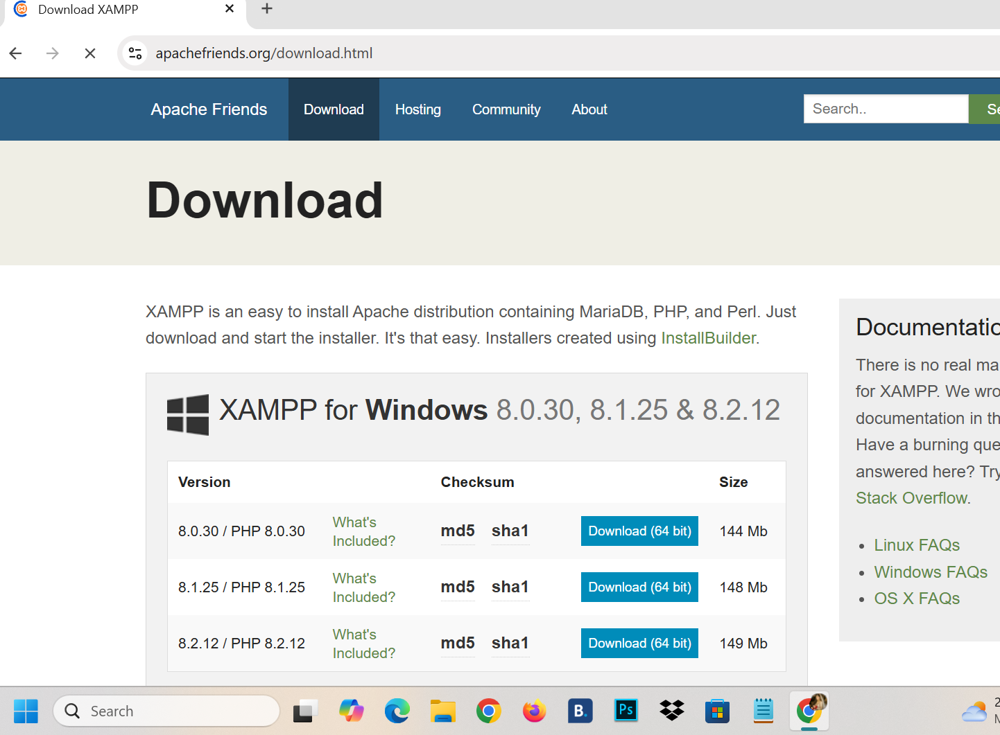 Download XAMPP
apachefriends.org/download.html
Apache Friends Download Hosting Community About Search..
Download
XAMPP is an easy to install Apache distribution containing MariaDB, PHP, and Perl. Just
download and start the installer. It's that easy. Installers created using InstallBuilder.
XAMPP for Windows 8.0.30, 8.1.25 & 8.2.12
Version Checksum Size
8.0.30 / PHP 8.0.30 What's
Included? md5 sha1 Download (64 bit) 144 Mb
8.1.25 / PHP 8.1.25 What's
Included? md5 sha1 Download (64 bit) 148 Mb
8.2.12 / PHP 8.2.12 What's
Included? md5 sha1 Download (64 bit) 149 Mb
Documentatio
There is no real ma
for XAMPP. We wro
documentation in th
Have a burning que
answered here? Try
Stack Overflow.
Linux FAQs
Windows FAQs
OS X FAQs
Search
B.
Ps